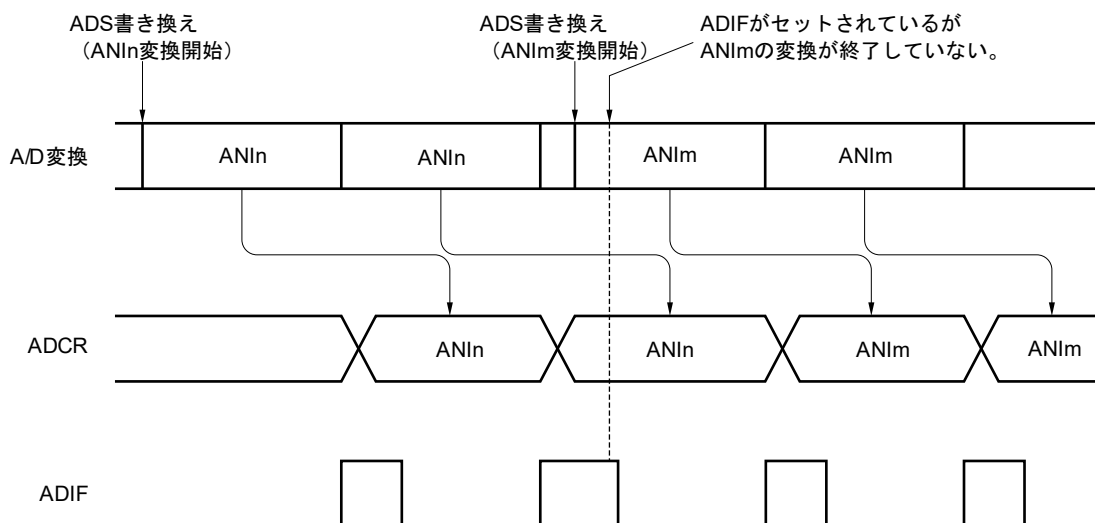 ADS書き換え
（ANIn変換開始）
ADS書き換え
（ANIm変換開始）
ADIFがセットされているが
ANImの変換が終了していない。
A/D変換
ANIn
ANIn
ANIm
ANIm
ADCR
ANIn
ANIn
ANIm
ANIm
ADIF